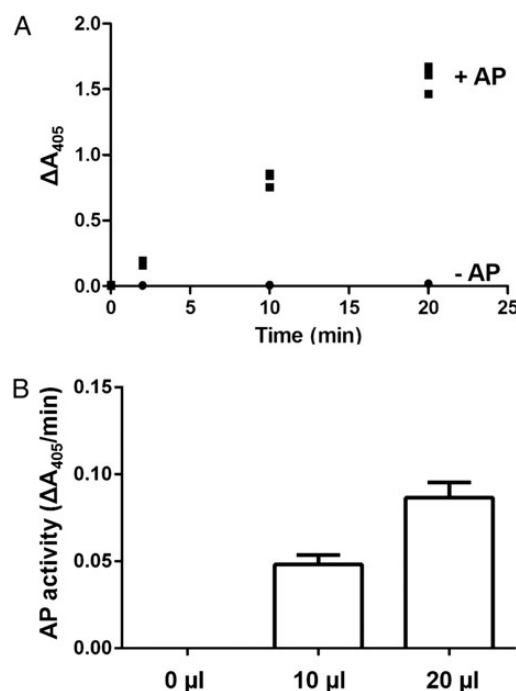 A
ΔA405
2.0
1.5
1.0
0.5
0.0
+ AP
- AP
0 5 10 15 20 25
Time (min)
B
AP activity (ΔA405/min)
0.15
0.10
0.05
0.00
0 µl 10 µl 20 µl